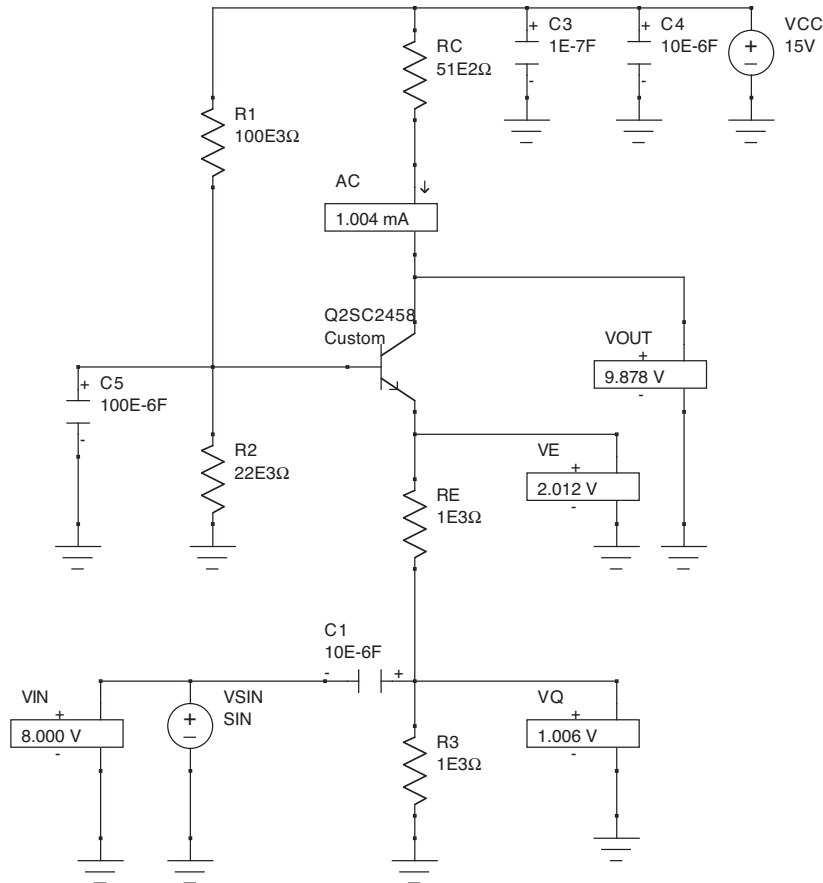 RC
51E2Ω
+ C3
1E-7F
-
+ C4
10E-6F
-
VCC
15V
+
−
R1
100E3Ω
AC
1.004 mA
Q2SC2458
Custom
VOUT
+
9.878 V
-
+ C5
100E-6F
-
R2
22E3Ω
VE
+
2.012 V
-
RE
1E3Ω
C1
10E-6F
- +
VIN
+
8.000 V
-
VSIN
SIN
+
−
R3
1E3Ω
VQ
+
1.006 V
-